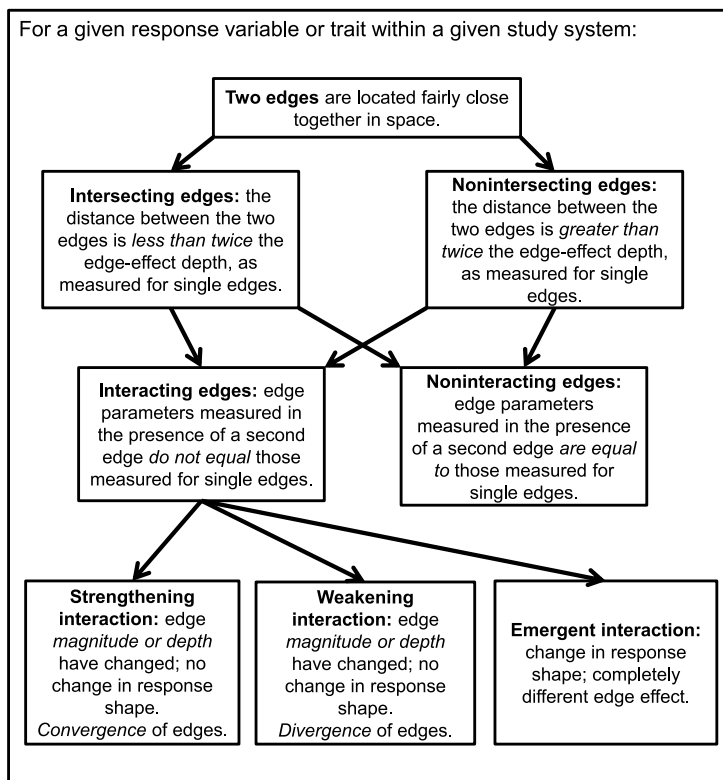 For a given response variable or trait within a given study system:
Two edges are located fairly close
together in space.
Intersecting edges: the
distance between the two
edges is less than twice the
edge-effect depth, as
measured for single edges.
Nonintersecting edges:
the distance between the
two edges is greater than
twice the edge-effect depth,
as measured for single
edges.
Interacting edges: edge
parameters measured in
the presence of a second
edge do not equal those
measured for single edges.
Noninteracting edges:
edge parameters
measured in the presence
of a second edge are equal
to those measured for
single edges.
Strengthening
interaction: edge
magnitude or depth
have changed; no
change in response
shape.
Convergence of edges.
Weakening
interaction: edge
magnitude or depth
have changed; no
change in response
shape.
Divergence of edges.
Emergent interaction:
change in response
shape; completely
different edge effect.